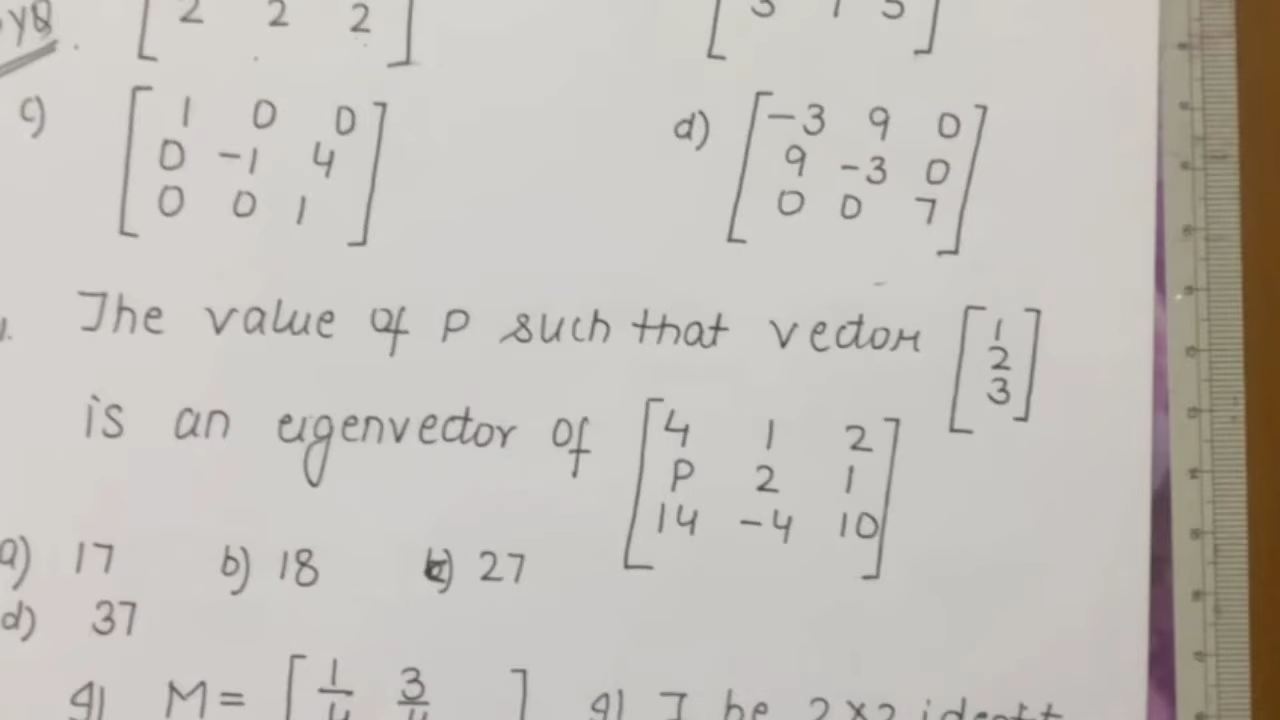 2 2 2
c) [ 1 0 0
0 -1 4
0 0 1 ]
d) [ -3 9 0
9 -3 0
0 0 7 ]
The value of P such that vector [ 1
2
3 ]
is an eigenvector of [ 4 1 2
P 2 1
14 -4 10 ]
a) 17 b) 18 c) 27
d) 37
g) M = [ 1 3 ]
g) I be 2×2